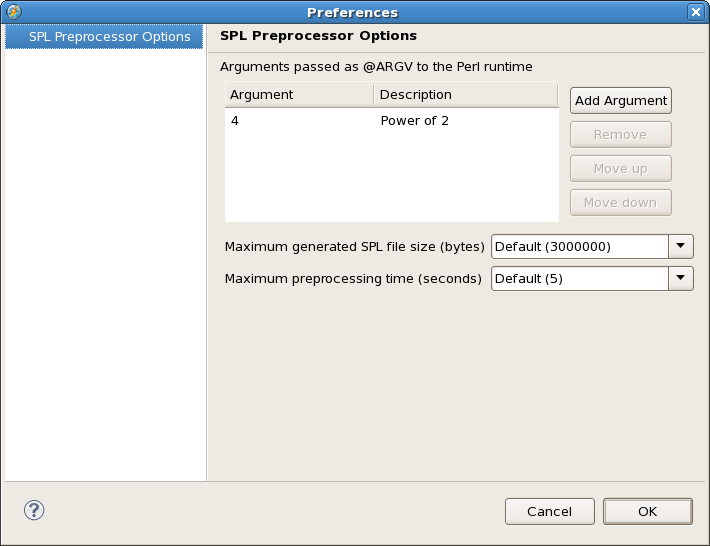 Preferences
SPL Preprocessor Options
SPL Preprocessor Options
Arguments passed as @ARGV to the Perl runtime
Argument Description
4 Power of 2
Add Argument
Remove
Move up
Move down
Maximum generated SPL file size (bytes) Default (3000000)
Maximum preprocessing time (seconds) Default (5)
? Cancel OK